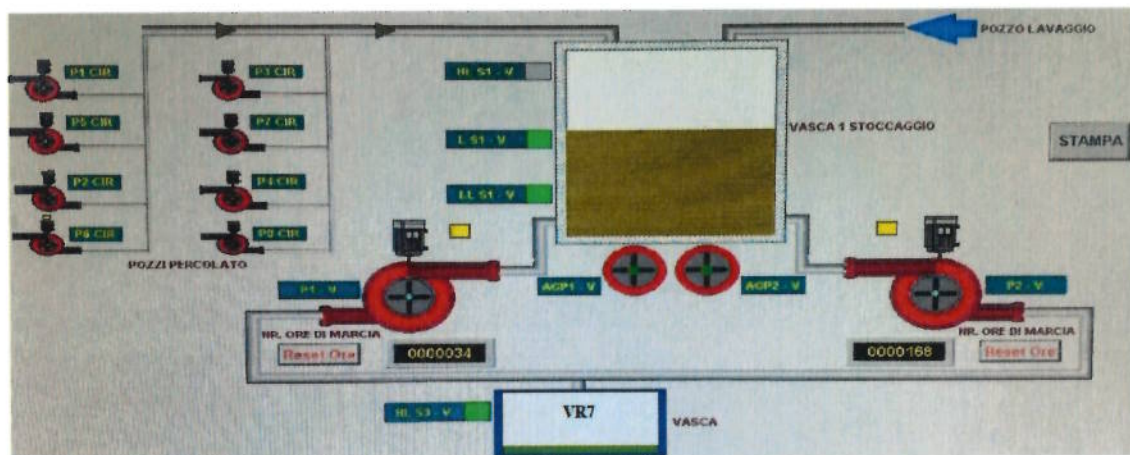 POZZO LAVAGGIO
P1 CIR
P3 CIR
HL S1 - V
P5 CIR
P7 CIR
L S1 - V
VASCA 1 STOCCAGGIO
STAMPA
P2 CIR
P4 CIR
LL S1 - V
P6 CIR
POZZI PERCOLATO
P1 - V
AGP1 - V
AGP2 - V
P2 - V
NR. ORE DI MARCIA
NR. ORE DI MARCIA
Reset Ore
0000034
0000168
Reset Ore
HL S3 - V
VR7
VASCA